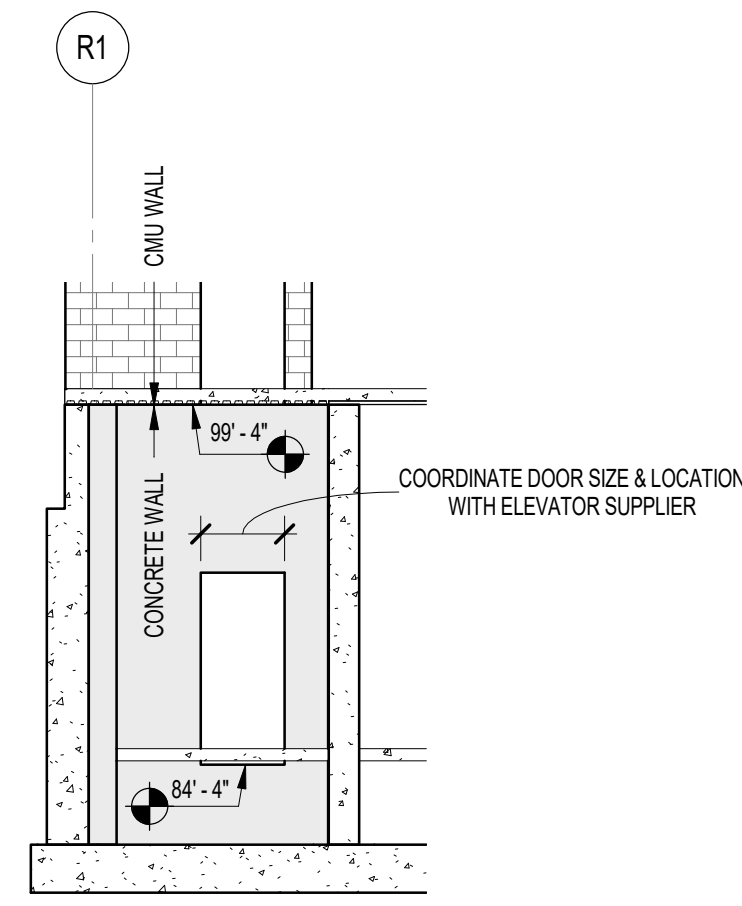 R1
CMU WALL
99' - 4"
COORDINATE DOOR SIZE & LOCATION
WITH ELEVATOR SUPPLIER
CONCRETE WALL
84' - 4"